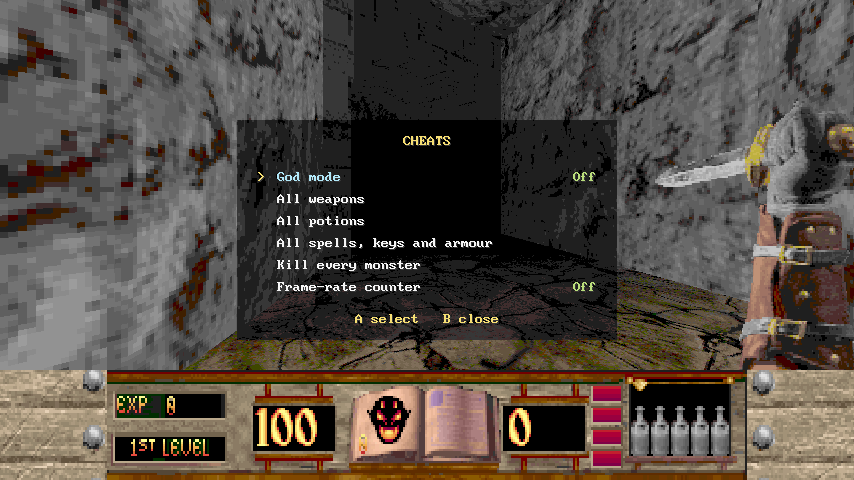 CHEATS
> God mode Off
All weapons
All potions
All spells, keys and armour
Kill every monster
Frame-rate counter Off
A select B close
EXP 0
1ST LEVEL
100
0